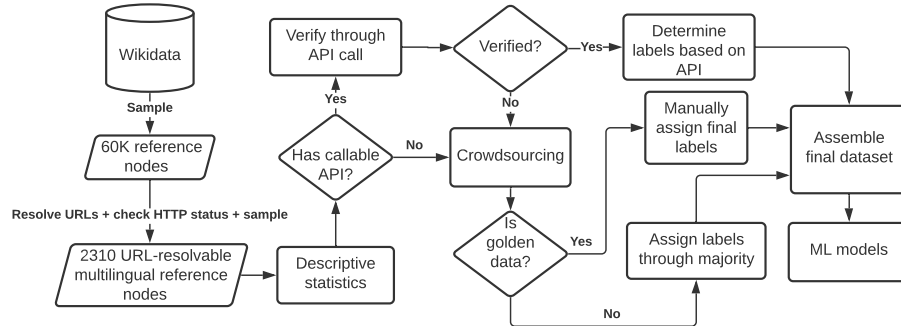 Wikidata
Sample
60K reference
nodes
Resolve URLs + check HTTP status + sample
2310 URL-resolvable
multilingual reference
nodes
Descriptive
statistics
Has callable
API?
Yes
No
Verify through
API call
Verified?
Yes
No
Determine
labels based on
API
Crowdsourcing
Is
golden
data?
Yes
No
Manually
assign final
labels
Assign labels
through majority
Assemble
final dataset
ML models